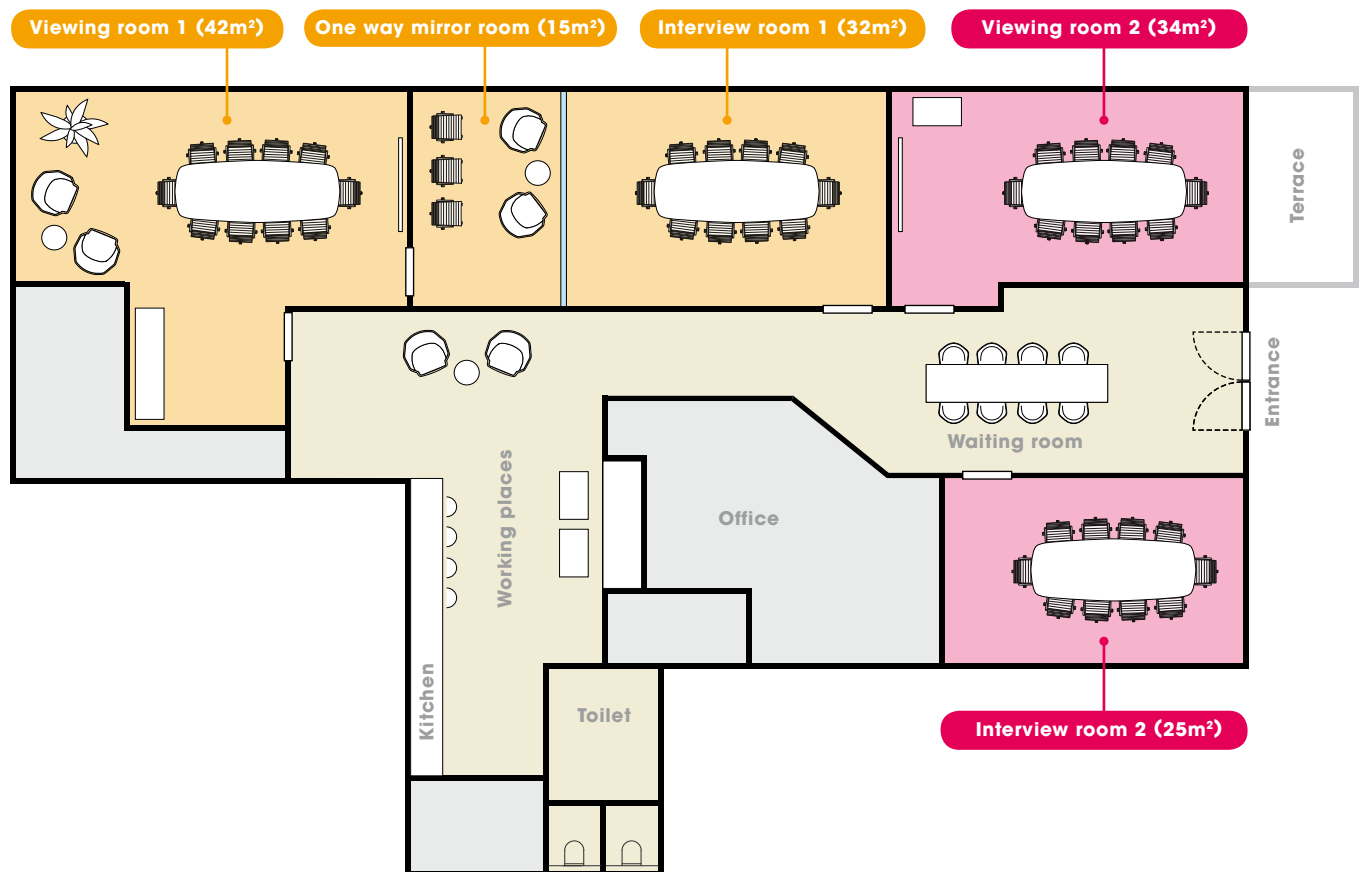 Viewing room 1 (42m²)
One way mirror room (15m²)
Interview room 1 (32m²)
Viewing room 2 (34m²)
Terrace
Entrance
Waiting room
Working places
Office
Kitchen
Toilet
Interview room 2 (25m²)